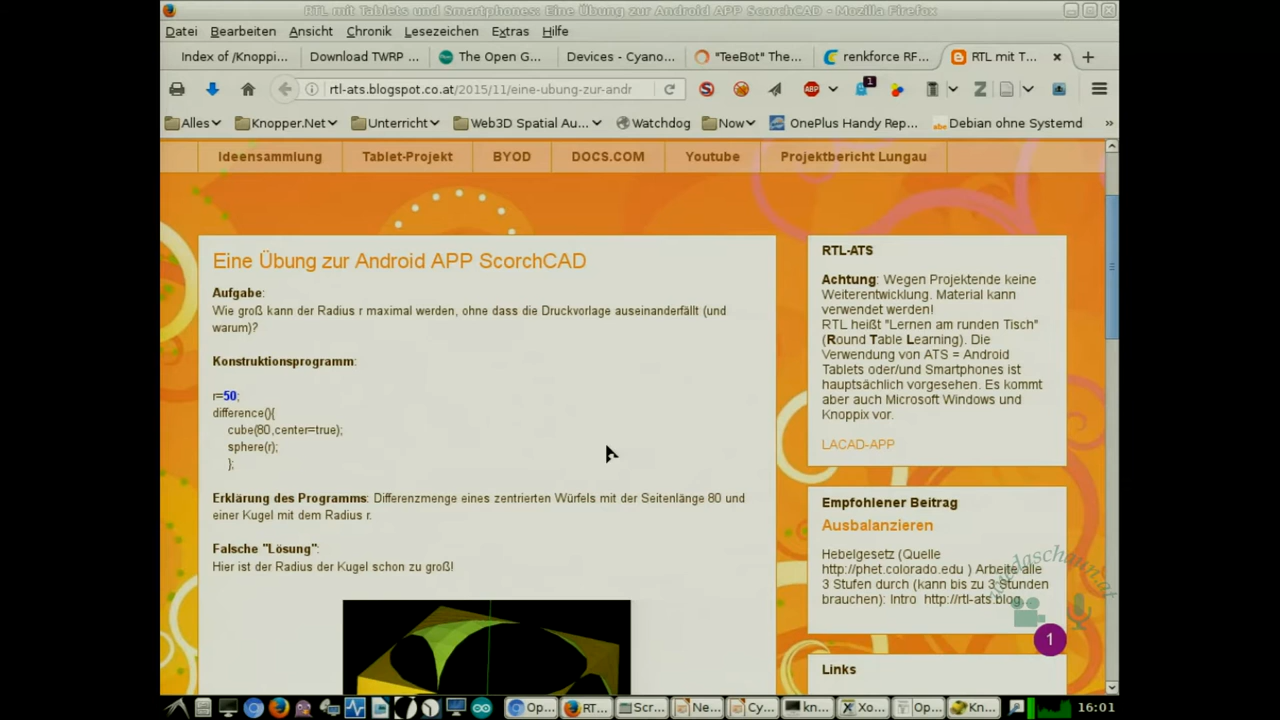 RTL mit Tablets und Smartphones: Eine Übung zur Android APP ScorchCAD - Mozilla Firefox
Datei Bearbeiten Ansicht Chronik Lesezeichen Extras Hilfe
Index of /Knoppi... Download TWRP ... The Open G... Devices - Cyano... "TeeBot" The... renkforce RF... RTL mit T...
rtl-ats.blogspot.co.at/2015/11/eine-ubung-zur-andr
ABP 1
Alles Knopper.Net Unterricht Web3D Spatial Au... Watchdog Now OnePlus Handy Rep... Debian ohne Systemd »
Ideensammlung Tablet-Projekt BYOD DOCS.COM Youtube Projektbericht Lungau
Eine Übung zur Android APP ScorchCAD
Aufgabe:
Wie groß kann der Radius r maximal werden, ohne dass die Druckvorlage auseinanderfällt (und
warum)?
Konstruktionsprogramm:
r=50;
difference(){
cube(80,center=true);
sphere(r);
};
Erklärung des Programms: Differenzmenge eines zentrierten Würfels mit der Seitenlänge 80 und
einer Kugel mit dem Radius r.
Falsche "Lösung":
Hier ist der Radius der Kugel schon zu groß!
RTL-ATS
Achtung: Wegen Projektende keine
Weiterentwicklung. Material kann
verwendet werden!
RTL heißt "Lernen am runden Tisch"
(Round Table Learning). Die
Verwendung von ATS = Android
Tablets oder/und Smartphones ist
hauptsächlich vorgesehen. Es kommt
aber auch Microsoft Windows und
Knoppix vor.
LACAD-APP
Empfohlener Beitrag
Ausbalanzieren
Hebelgesetz (Quelle
http://phet.colorado.edu ) Arbeite alle
3 Stufen durch (kann bis zu 3 Stunden
brauchen): Intro http://rtl-ats.blog...
1
Links
Op... RT... Scr... Ne... Cy... kn... Xo... Op... Kn... 16:01